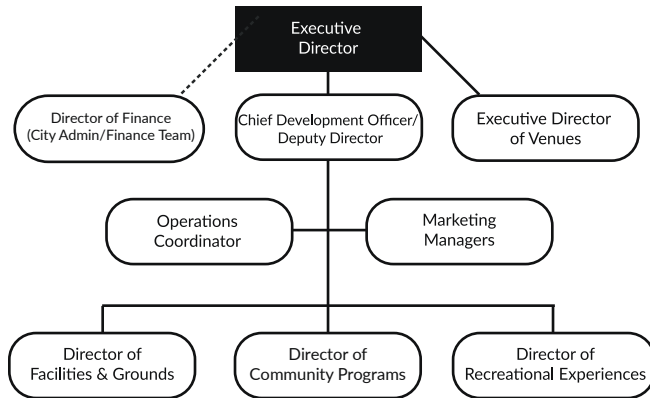 Executive
Director
Director of Finance
(City Admin/Finance Team)
Chief Development Officer/
Deputy Director
Executive Director
of Venues
Operations
Coordinator
Marketing
Managers
Director of
Facilities & Grounds
Director of
Community Programs
Director of
Recreational Experiences